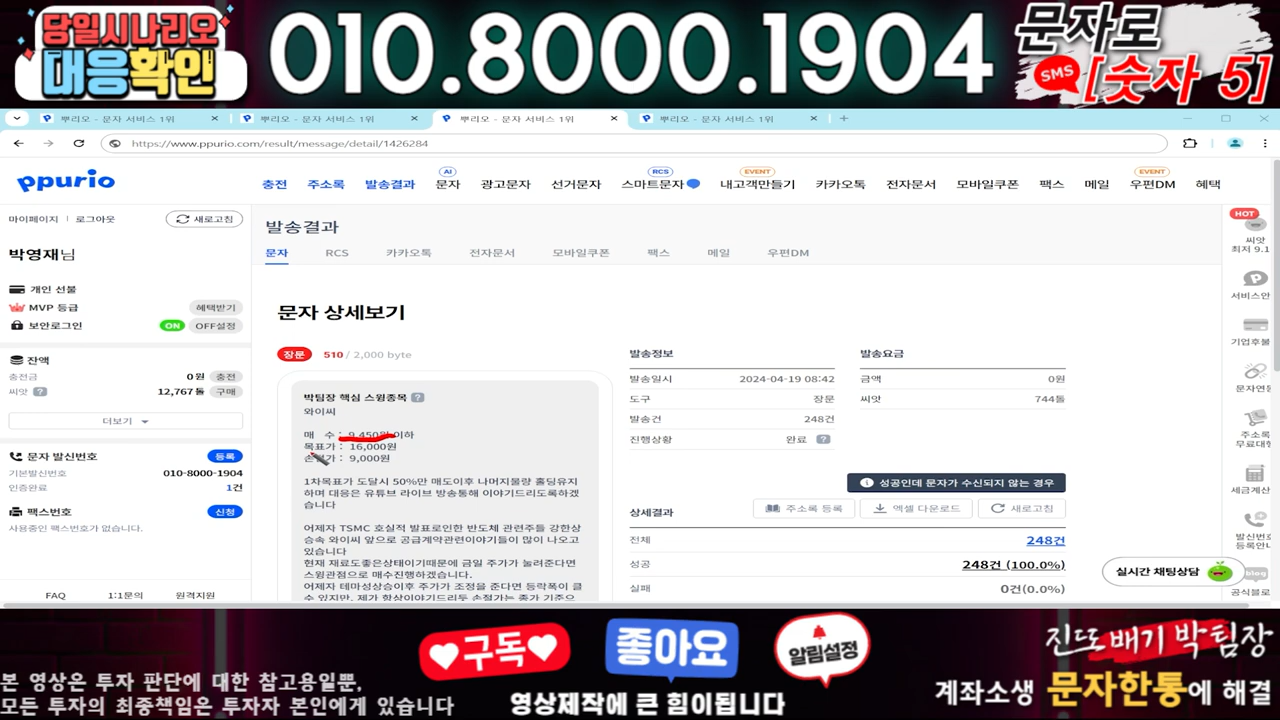 당일시나리오
대응확인
010.8000.1904
문자로
SMS
[숫자 5]
뿌리오 - 문자 서비스 1위
뿌리오 - 문자 서비스 1위
뿌리오 - 문자 서비스 1위
뿌리오 - 문자 서비스 1위
https://www.ppurio.com/result/message/detail/1426284
ppurio
AI
RCS
EVENT
EVENT
충전 주소록 발송결과 문자 광고문자 선거문자 스마트문자 내고객만들기 카카오톡 전자문서 모바일쿠폰 팩스 메일 우편DM 혜택
마이페이지 | 로그아웃
새로고침
박영재님
개인 선불
MVP 등급 혜택받기
보안로그인 ON OFF설정
잔액
충전금 0원 충전
씨앗 ? 12,767톨 구매
더보기
문자 발신번호 등록
기본발신번호 010-8000-1904
인증완료 1건
팩스번호 신청
사용중인 팩스번호가 없습니다.
FAQ 1:1문의 원격지원
발송결과
문자 RCS 카카오톡 전자문서 모바일쿠폰 팩스 메일 우편DM
문자 상세보기
장문 510 / 2,000 byte
박팀장 핵심 스윙종목 ?
와이씨
매 수 : 9,450원 이하
목표가 : 16,000원
손절가 : 9,000원
1차목표가 도달시 50%만 매도이후 나머지물량 홀딩유지
하며 대응은 유튜브 라이브 방송통해 이야기드리도록하겠
습니다
어제자 TSMC 호실적 발표로인한 반도체 관련주들 강한상
승속 와이씨 앞으로 공급계약관련이야기들이 많이 나오고
있습니다
현재 재료도좋은상태이기때문에 금일 주가가 눌려준다면
스윙관점으로 매수진행하겠습니다.
어제자 테마성상승이후 주가가 조정을 준다면 등락폭이 클
수 있지만, 제가 항상이야기드리듯 손절가는 종가 기준으
발송정보
발송일시 2024-04-19 08:42
도구 장문
발송건 248건
진행상황 완료 ?
발송요금
금액 0원
씨앗 744톨
성공인데 문자가 수신되지 않는 경우
상세결과
주소록 등록
엑셀 다운로드
새로고침
전체 248건
성공 248건 (100.0%)
실패 0건(0.0%)
HOT
씨앗
최저 9.1
서비스안
기업후불
문자연동
주소록
무료대행
세금계산
발신번호
등록안내
blog
공식블로
실시간 채팅상담
구독
좋아요
알림설정
진또배기 박팀장
본 영상은 투자 판단에 대한 참고용일뿐,
모든 투자의 최종책임은 투자자 본인에게 있습니다
영상제작에 큰 힘이됩니다
계좌소생 문자한통에 해결